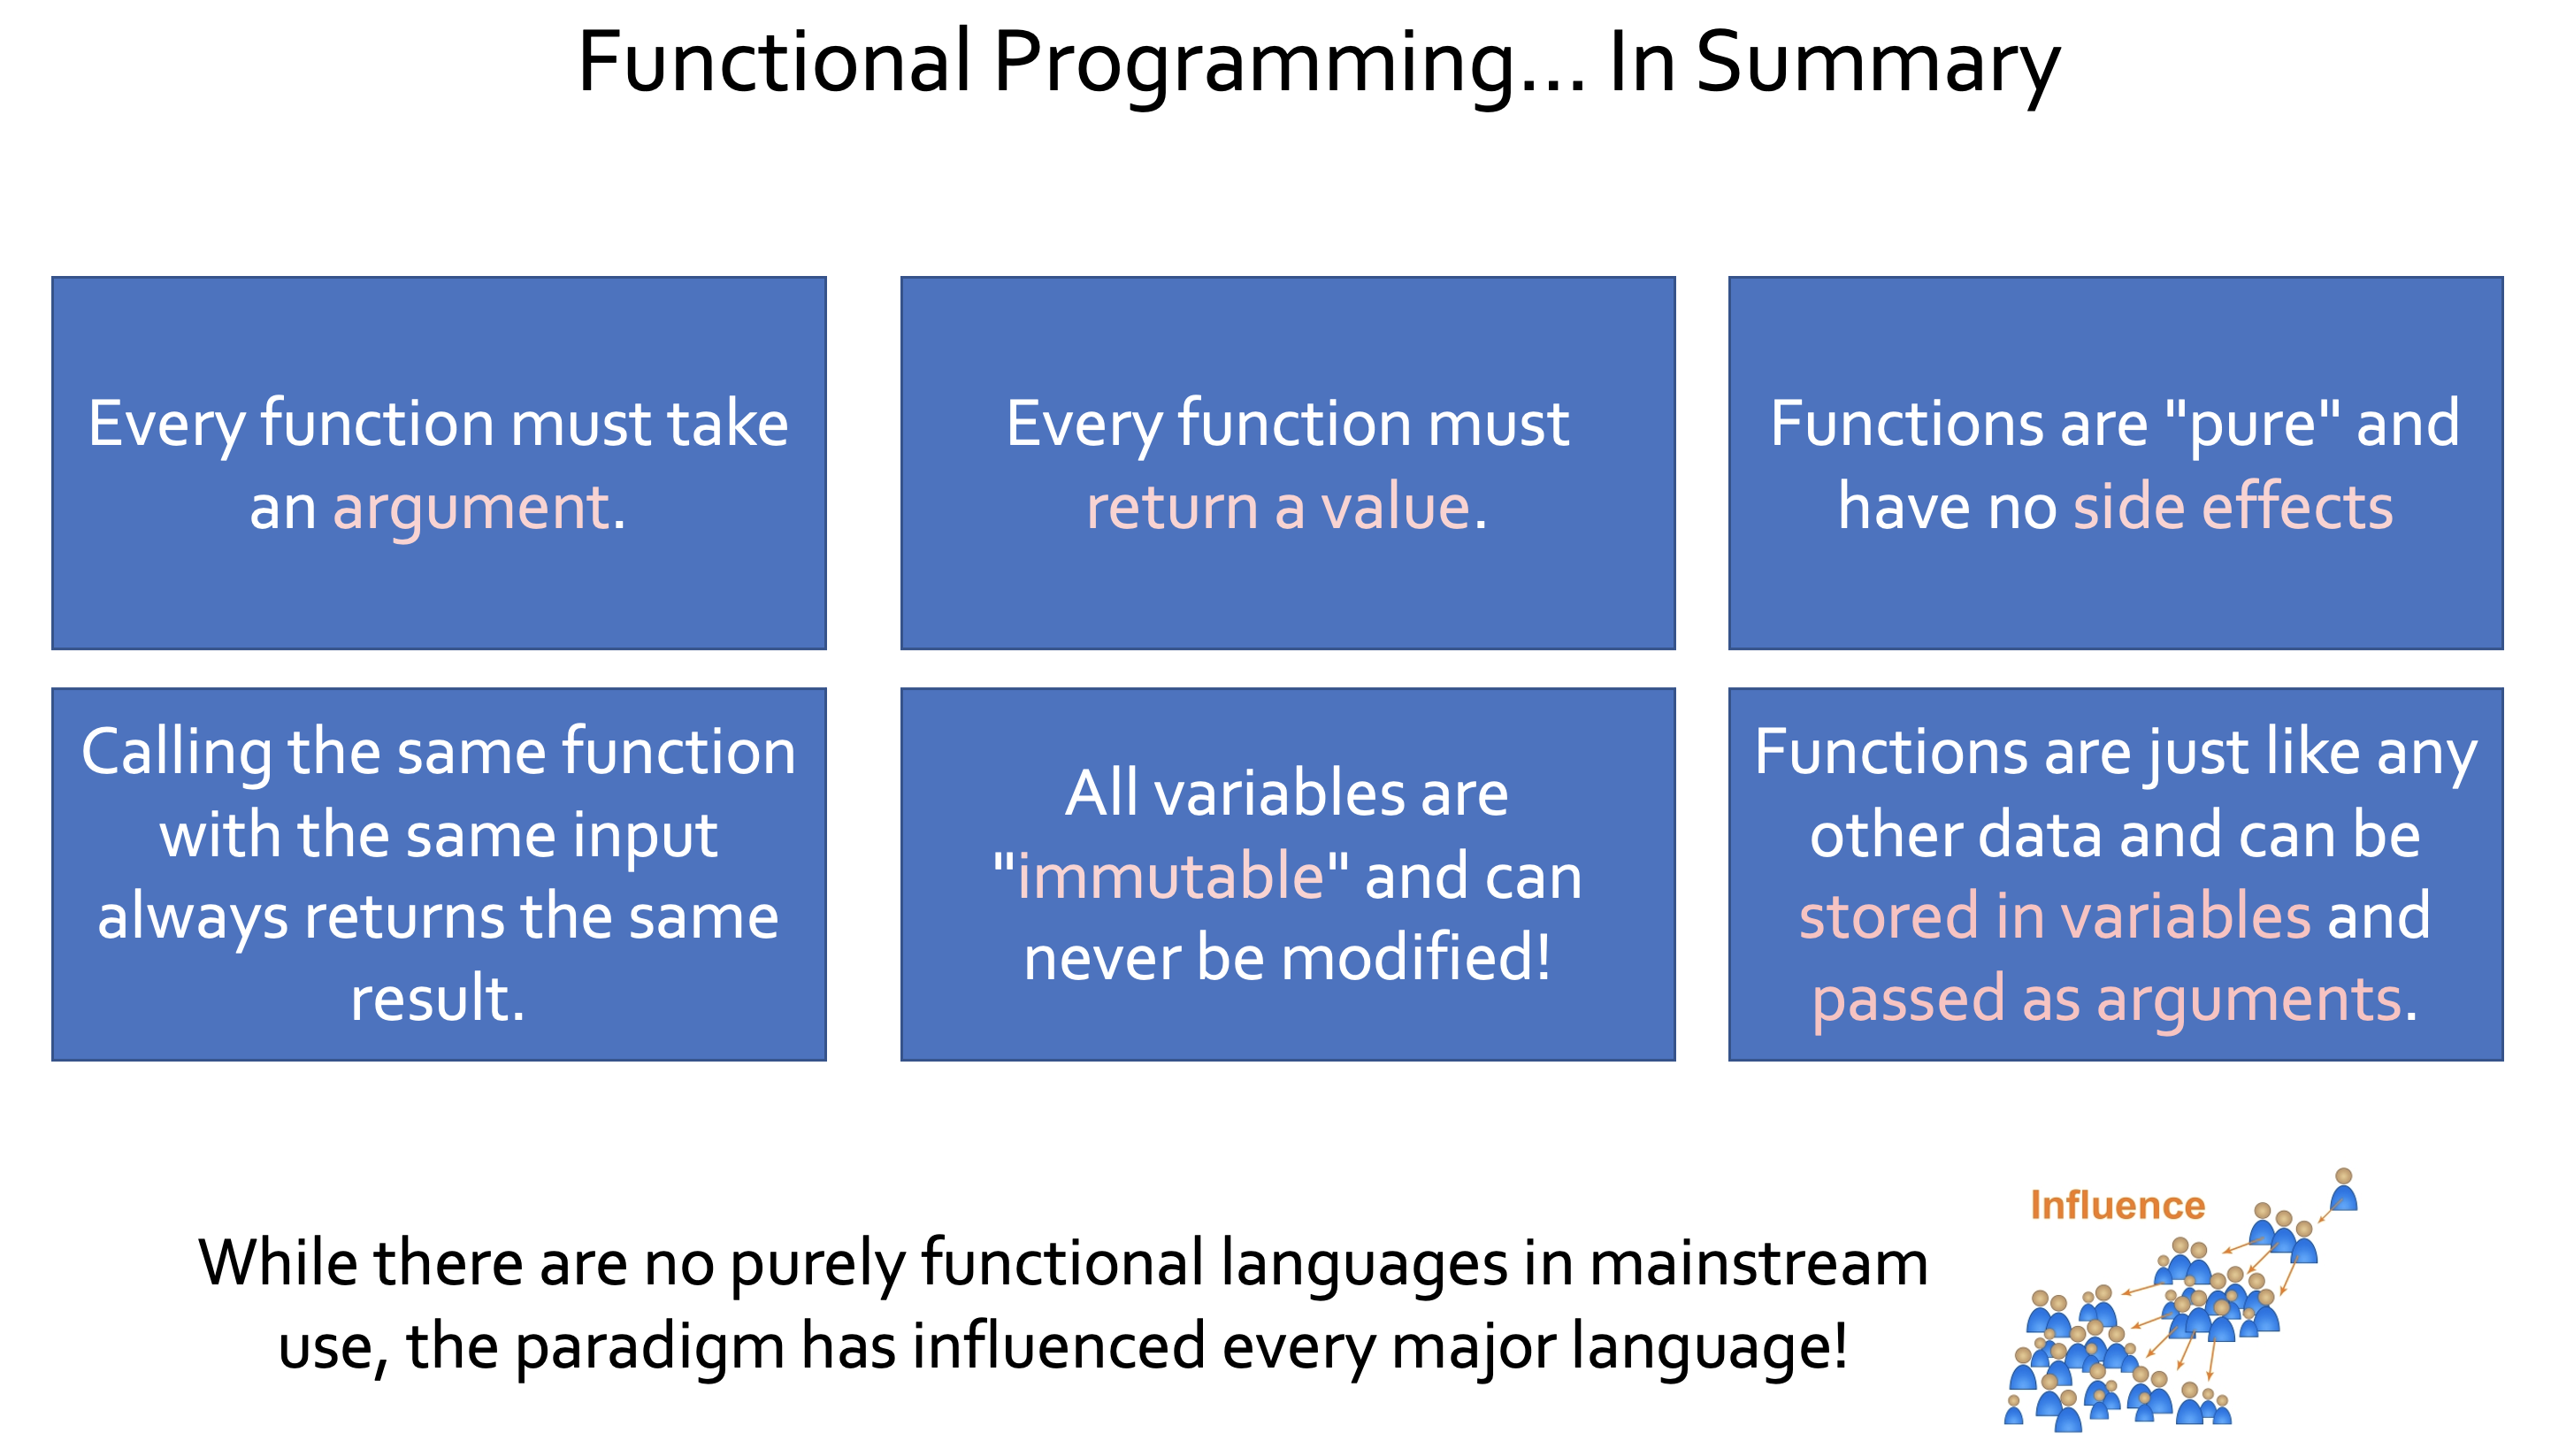 Functional Programming... In Summary
Every function must take
an argument.
Every function must
return a value.
Functions are "pure" and
have no side effects
Calling the same function
with the same input
always returns the same
result.
All variables are
"immutable" and can
never be modified!
Functions are just like any
other data and can be
stored in variables and
passed as arguments.
Influence
While there are no purely functional languages in mainstream
use, the paradigm has influenced every major language!